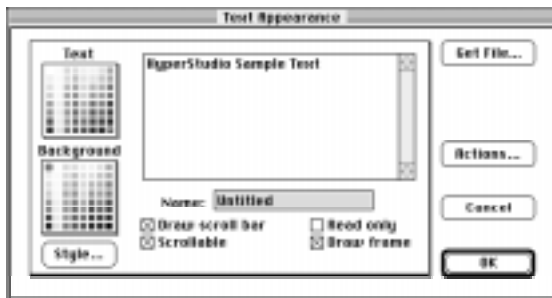 Text Appearance
Text
HyperStudio Sample Text
Get File...
Background
Actions...
Name: Untitled
Cancel
Draw scroll bar
Read only
Scrollable
Draw frame
Style...
OK